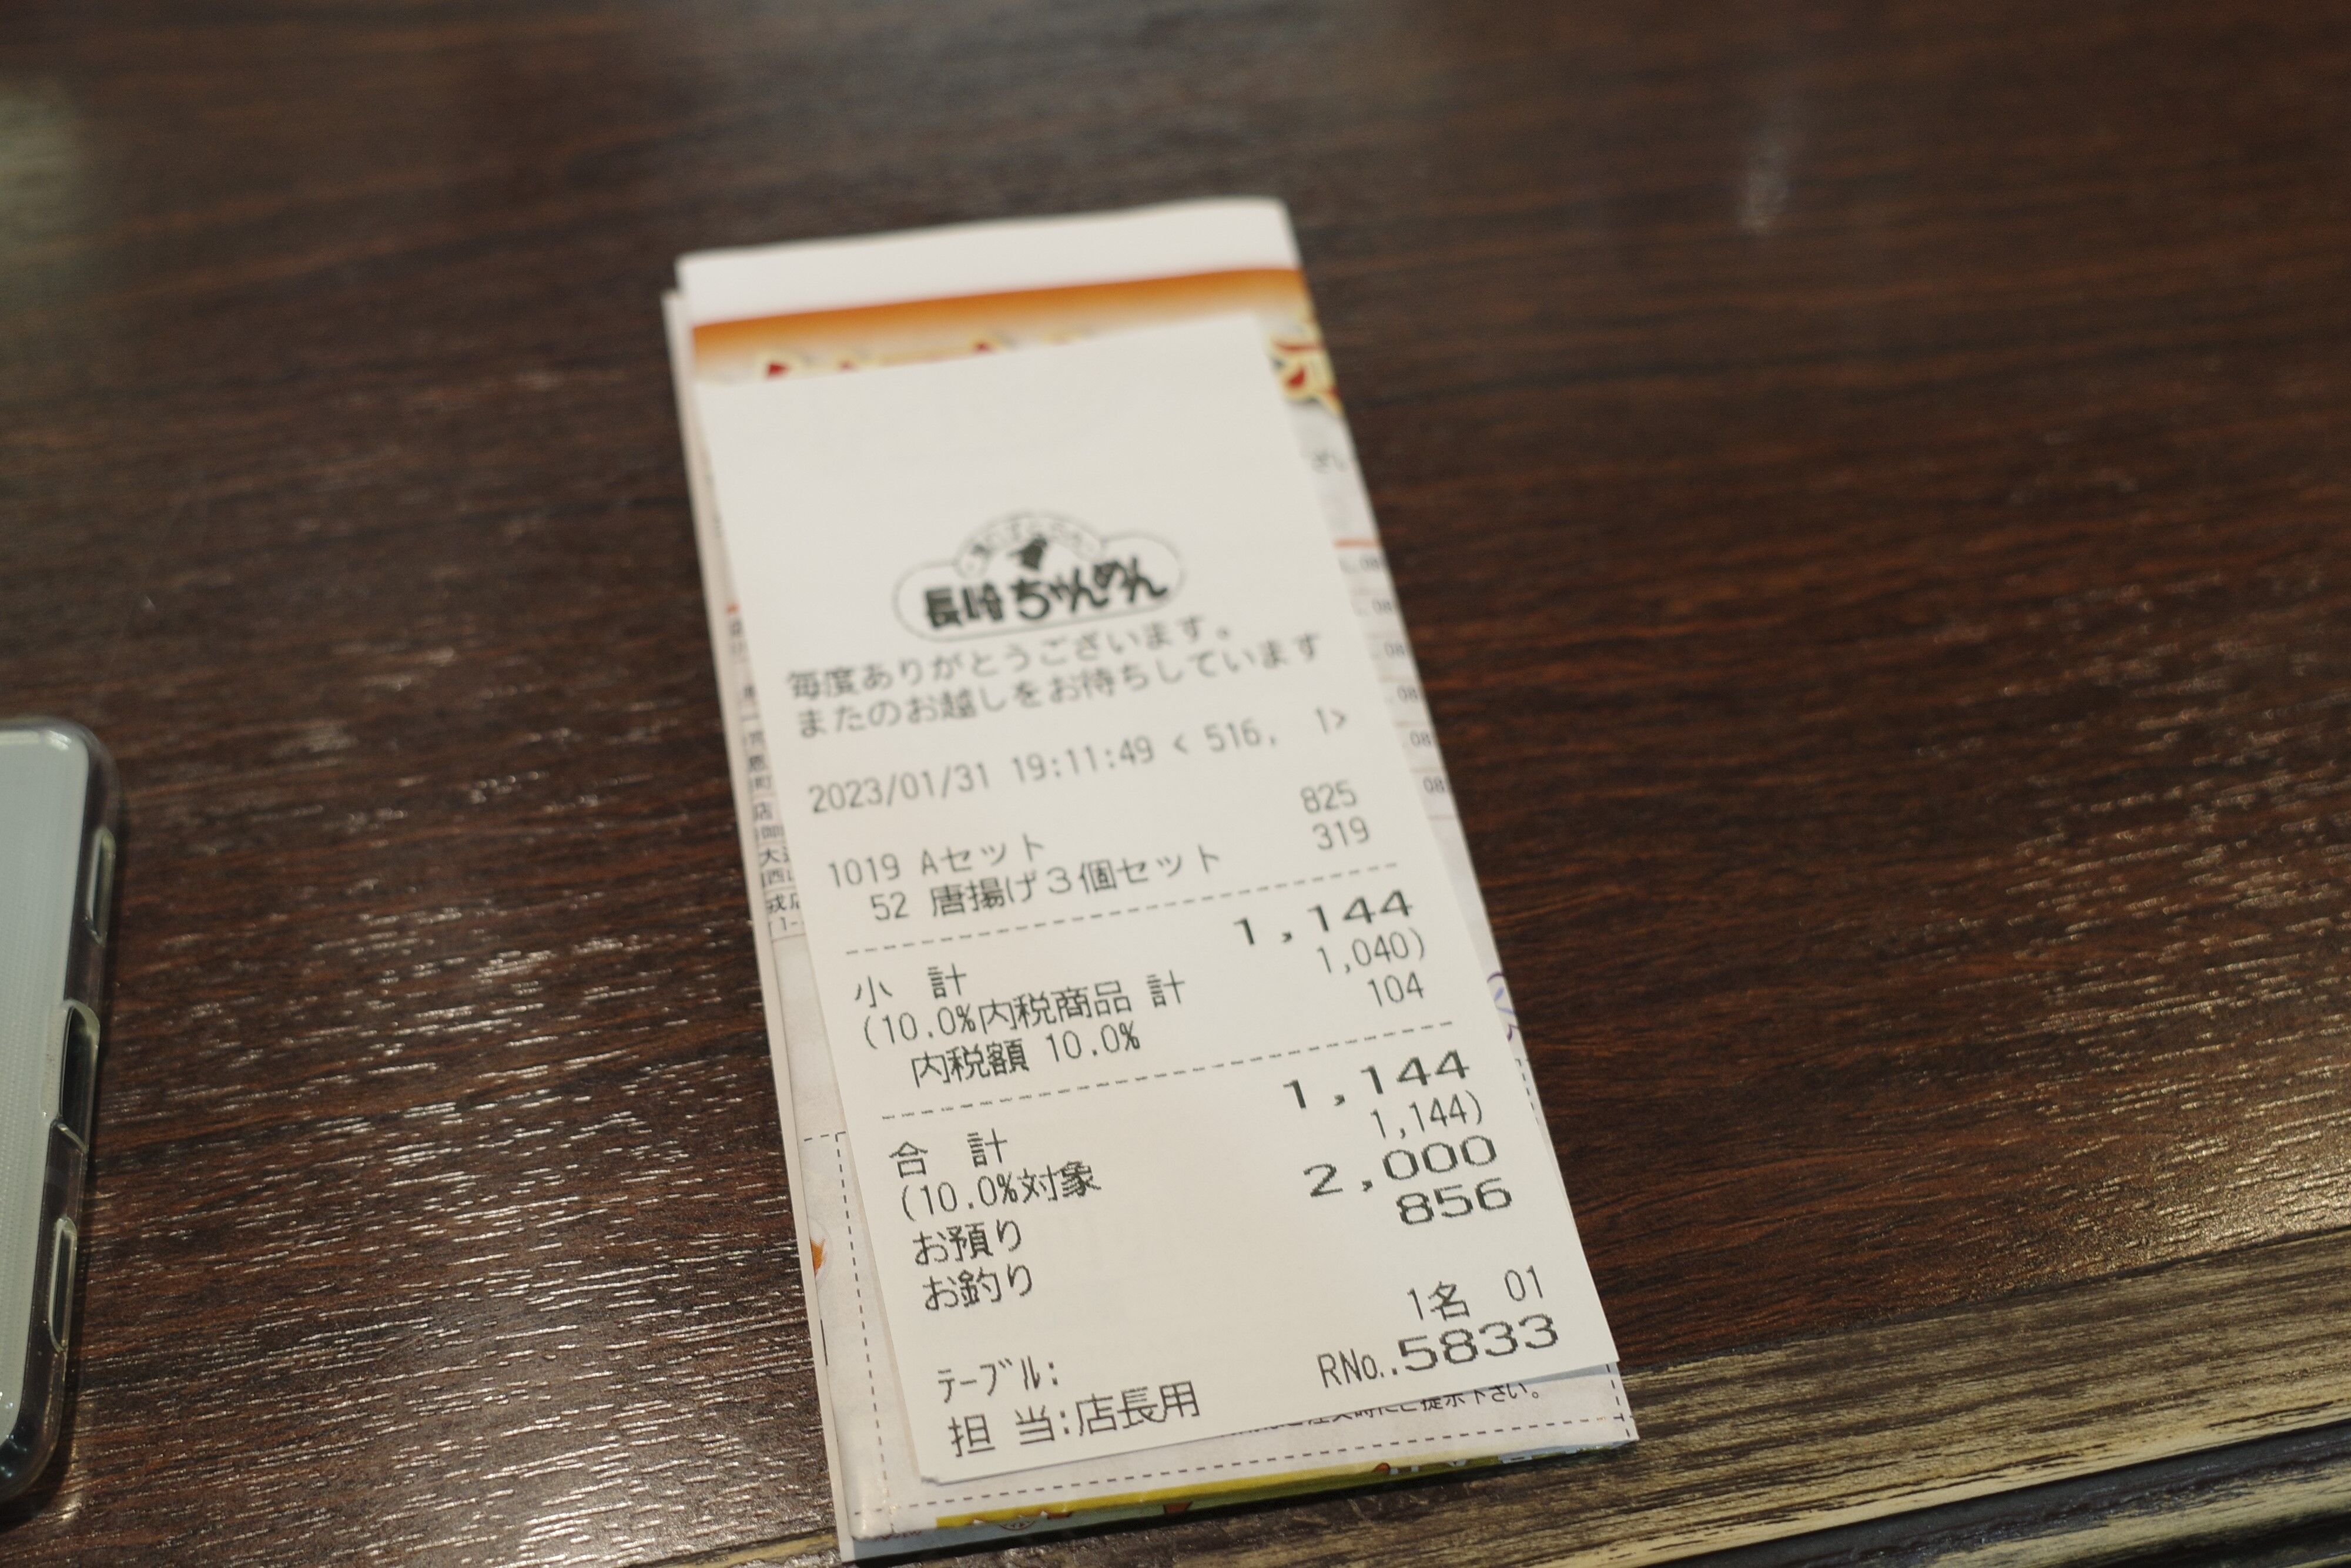 長崎ちゃんめん
毎度ありがとうございます。
またのお越しをお待ちしています
2023/01/31 19:11:49 < 516, 1>
1019 Aセット 825
52 唐揚げ3個セット 319
小 計 1,144
(10.0%内税商品 計 1,040)
内税額 10.0% 104
合 計 1,144
(10.0%対象 1,144)
お預り 2,000
お釣り 856
ﾃｰﾌﾞﾙ: 1名 01
担 当:店長用 RNo.5833
提示下さい。